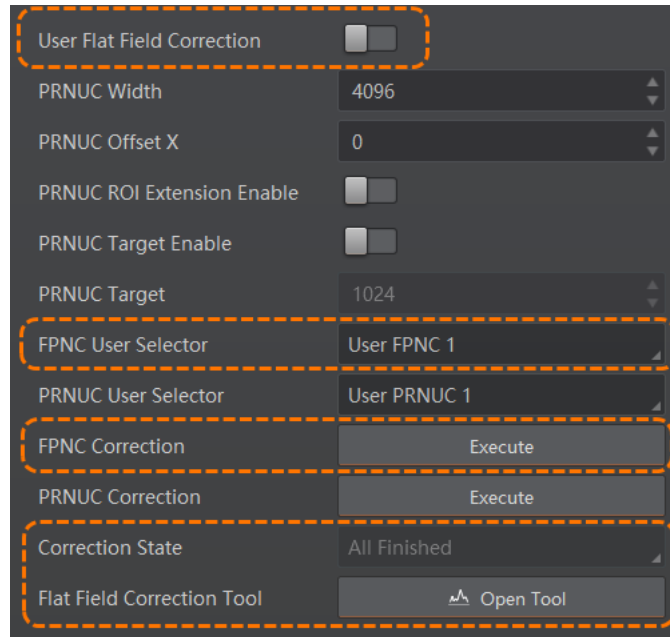 User Flat Field Correction
PRNUC Width 4096
PRNUC Offset X 0
PRNUC ROI Extension Enable
PRNUC Target Enable
PRNUC Target 1024
FPNC User Selector User FPNC 1
PRNUC User Selector User PRNUC 1
FPNC Correction Execute
PRNUC Correction Execute
Correction State All Finished
Flat Field Correction Tool Open Tool